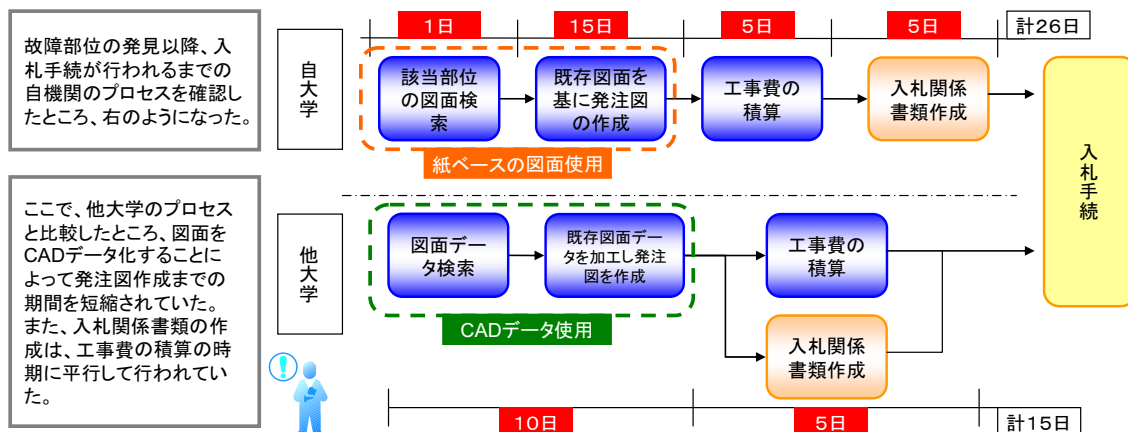 1日
15日
5日
5日
計26日
故障部位の発見以降、入
札手続が行われるまでの
自機関のプロセスを確認し
たところ、右のようになった。
自大学
該当部位
の図面検
索
既存図面を
基に発注図
の作成
工事費の
積算
入札関係
書類作成
紙ベースの図面使用
入札手続
ここで、他大学のプロセス
と比較したところ、図面を
CADデータ化することに
よって発注図作成までの
期間を短縮されていた。
また、入札関係書類の作
成は、工事費の積算の時
期に平行して行われてい
た。
他大学
図面デー
タ検索
既存図面デー
タを加工し発注
図を作成
工事費の
積算
CADデータ使用
入札関係
書類作成
!
10日
5日
計15日